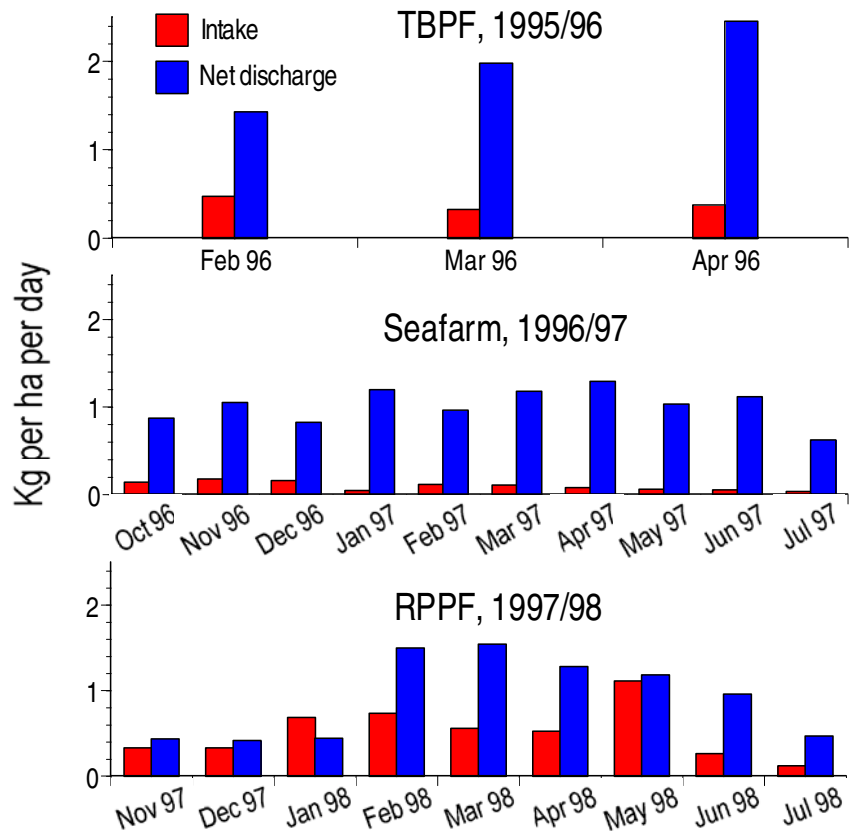 TBPF, 1995/96
Intake
Net discharge
2
1
0
Feb 96 Mar 96 Apr 96
Kg per ha per day
Seafarm, 1996/97
2
1
0
Oct 96 Nov 96 Dec 96 Jan 97 Feb 97 Mar 97 Apr 97 May 97 Jun 97 Jul 97
RPPF, 1997/98
2
1
0
Nov 97 Dec 97 Jan 98 Feb 98 Mar 98 Apr 98 May 98 Jun 98 Jul 98